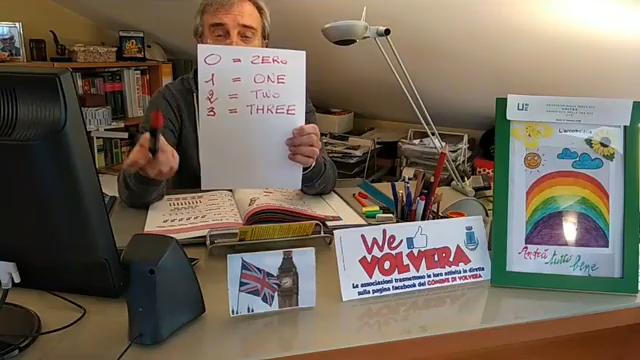 0 = ZERO
1 = ONE
2 = TWO
3 = THREE
We
VOLVERA
Le associazioni trasmettono le loro attività in diretta
sulla pagina facebook del COMUNE DI VOLVERA
L'arcobaleno
Andrà tutto bene